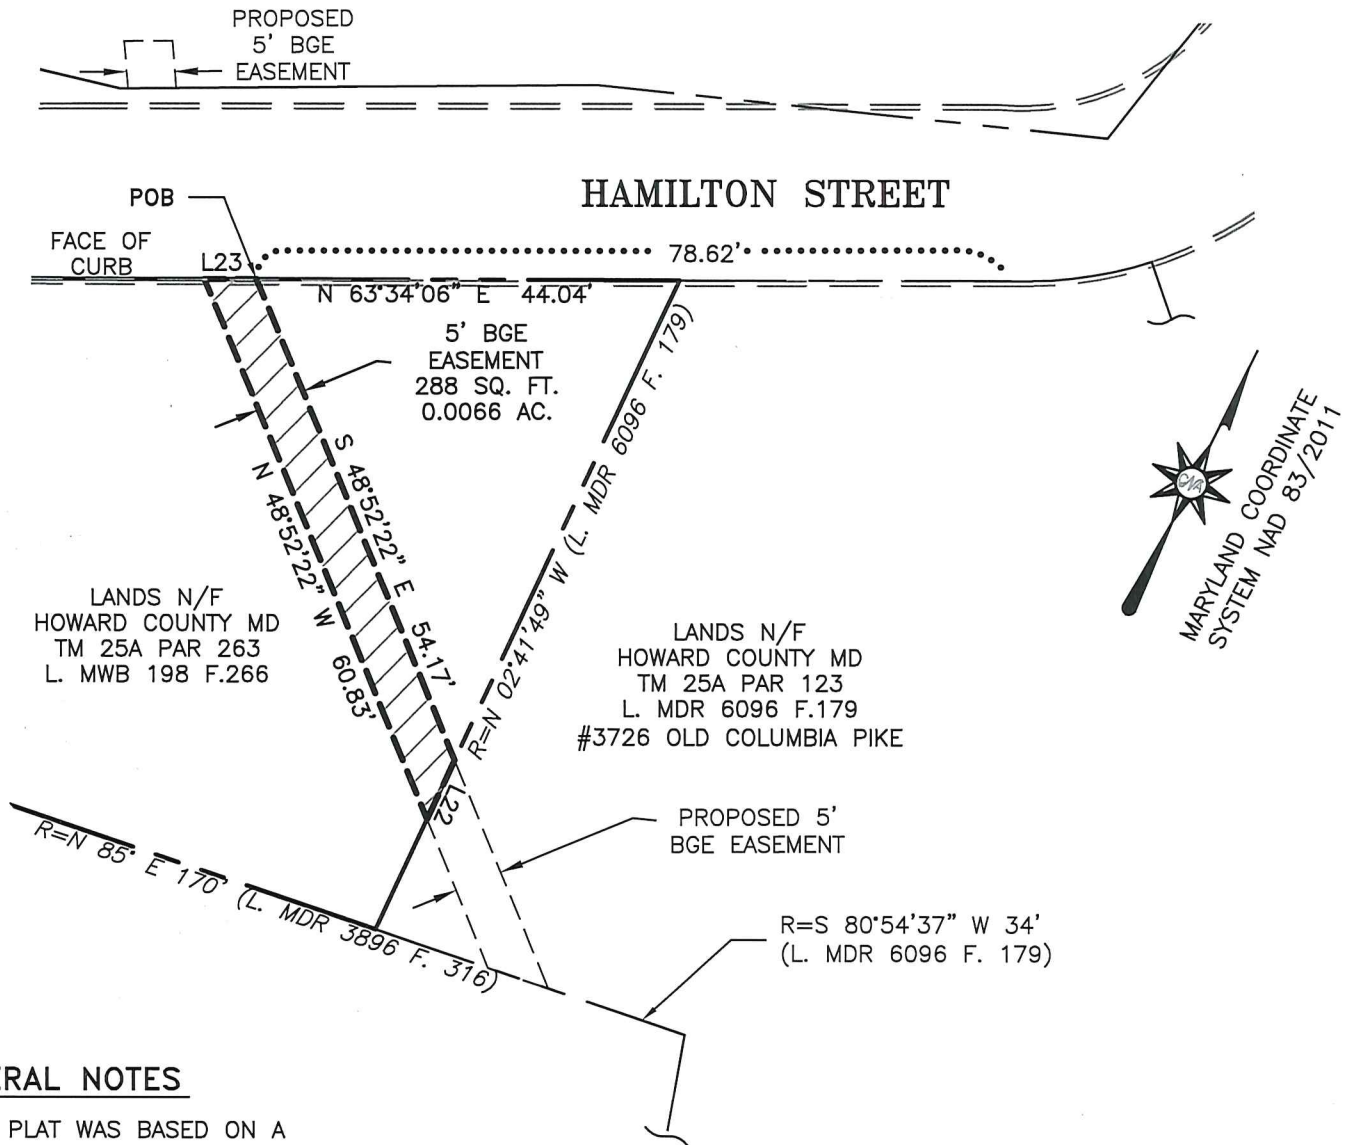 PROPOSED
5' BGE
EASEMENT
POB
HAMILTON STREET
FACE OF
CURB
L23
78.62'
N 63°34'06" E 44.04'
5' BGE
EASEMENT
288 SQ. FT.
0.0066 AC.
S 48°52'22" E 54.17'
N 48°52'22" W 60.83'
R=N 02°41'49" W (L. MDR 6096 F. 179)
MARYLAND COORDINATE
SYSTEM NAD 83/2011
LANDS N/F
HOWARD COUNTY MD
TM 25A PAR 263
L. MWB 198 F.266
LANDS N/F
HOWARD COUNTY MD
TM 25A PAR 123
L. MDR 6096 F.179
#3726 OLD COLUMBIA PIKE
L22
PROPOSED 5'
BGE EASEMENT
R=N 85° E 170' (L. MDR 3896 F. 316)
R=S 80°54'37" W 34'
(L. MDR 6096 F. 179)
ERAL NOTES
PLAT WAS BASED ON A